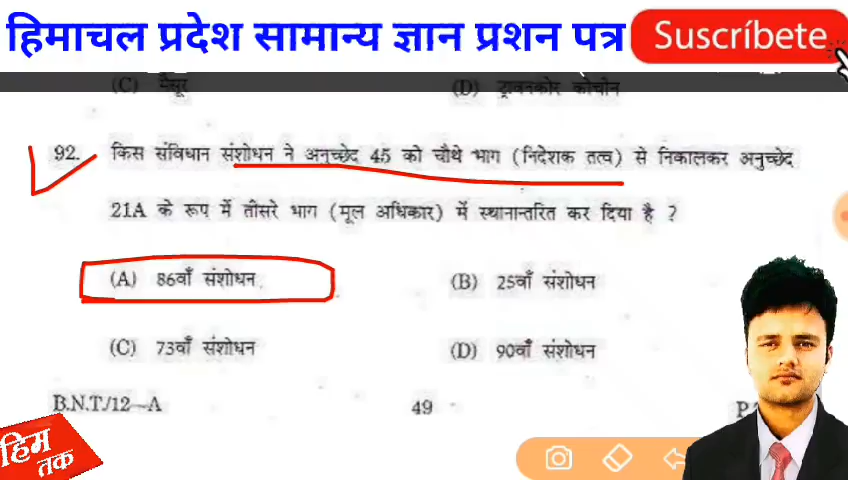 हिमाचल प्रदेश सामान्य ज्ञान प्रशन पत्र
Suscríbete
(C) मैसूर (D) ट्रावनकोर कोचीन
92. किस संविधान संशोधन ने अनुच्छेद 45 को चौथे भाग (निदेशक तत्व) से निकालकर अनुच्छेद
21A के रूप में तीसरे भाग (मूल अधिकार) में स्थानान्तरित कर दिया है ?
(A) 86वाँ संशोधन (B) 25वाँ संशोधन
(C) 73वाँ संशोधन (D) 90वाँ संशोधन
B.N.T./12—A 49
हिम
तक